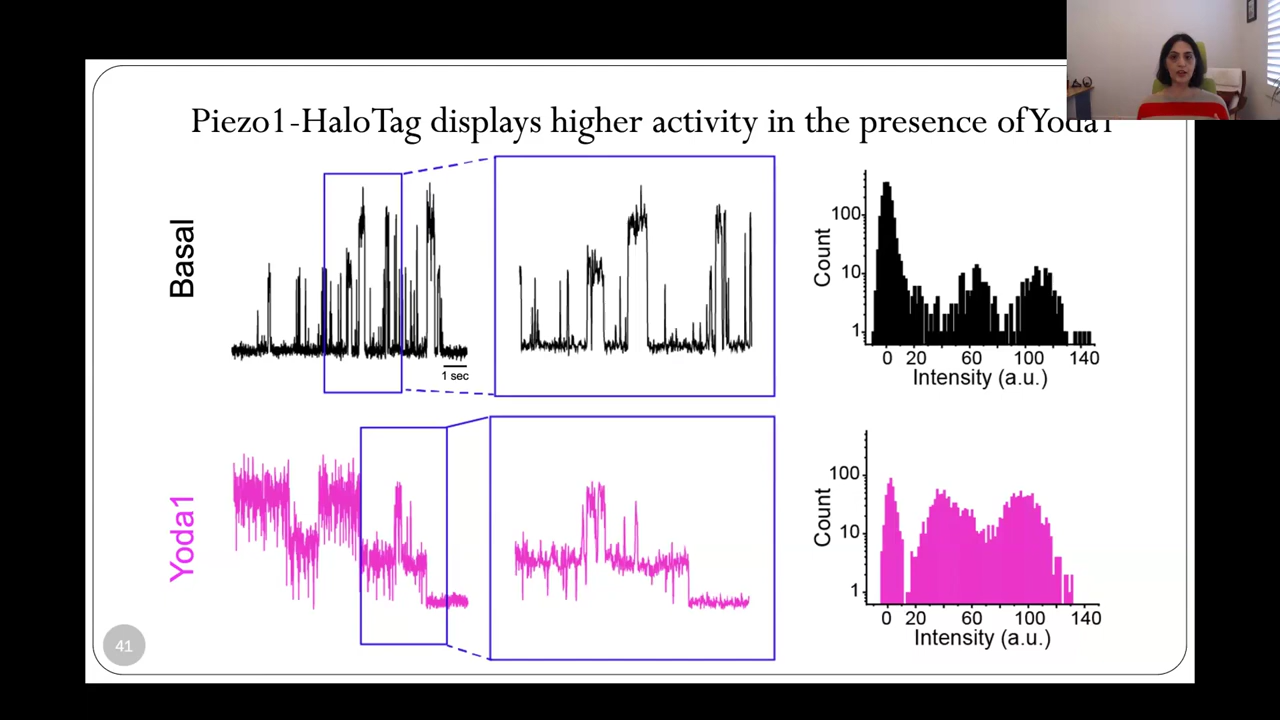 Piezo1-HaloTag displays higher activity in the presence of Yoda1
Basal
1 sec
Count
100
10
1
0 20 60 100 140
Intensity (a.u.)
Yoda1
Count
100
10
1
0 20 60 100 140
Intensity (a.u.)
41